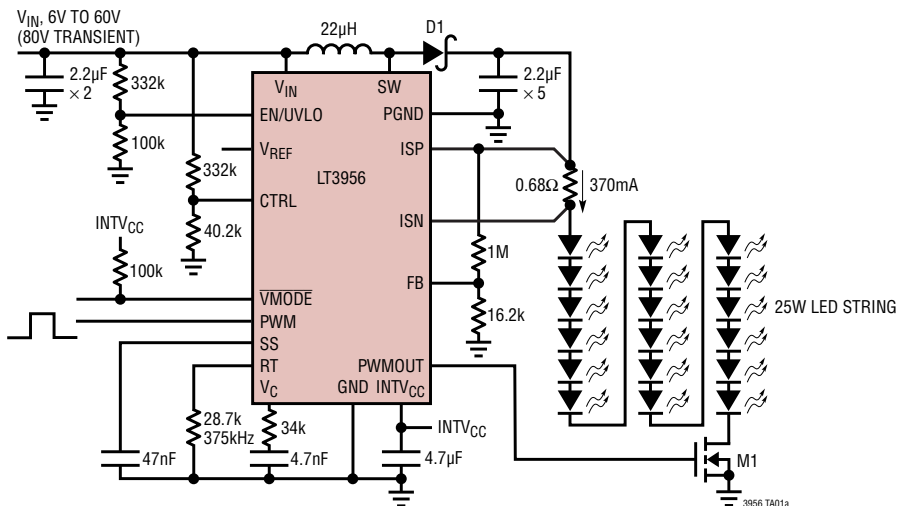 VIN, 6V TO 60V
(80V TRANSIENT)
22µH
D1
2.2µF
× 2
332k
VIN
SW
2.2µF
× 5
EN/UVLO
PGND
100k
VREF
ISP
332k
LT3956
0.68Ω
370mA
CTRL
ISN
40.2k
INTVCC
1M
100k
FB
VMODE
16.2k
25W LED STRING
PWM
SS
RT
PWMOUT
VC
GND
INTVCC
28.7k
375kHz
34k
INTVCC
47nF
4.7nF
4.7µF
M1
3956 TA01a